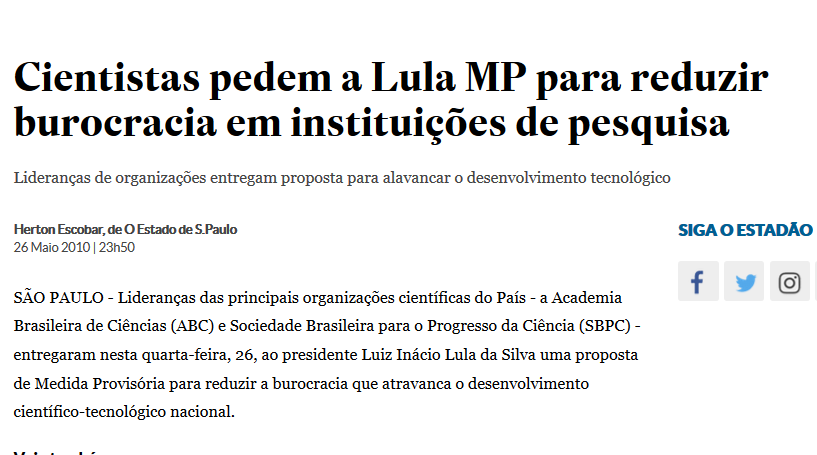 Cientistas pedem a Lula MP para reduzir
burocracia em instituições de pesquisa
Lideranças de organizações entregam proposta para alavancar o desenvolvimento tecnológico
Herton Escobar, de O Estado de S.Paulo
26 Maio 2010 | 23h50
SIGA O ESTADÃO
SÃO PAULO - Lideranças das principais organizações científicas do País - a Academia
Brasileira de Ciências (ABC) e Sociedade Brasileira para o Progresso da Ciência (SBPC) -
entregaram nesta quarta-feira, 26, ao presidente Luiz Inácio Lula da Silva uma proposta
de Medida Provisória para reduzir a burocracia que atravanca o desenvolvimento
científico-tecnológico nacional.